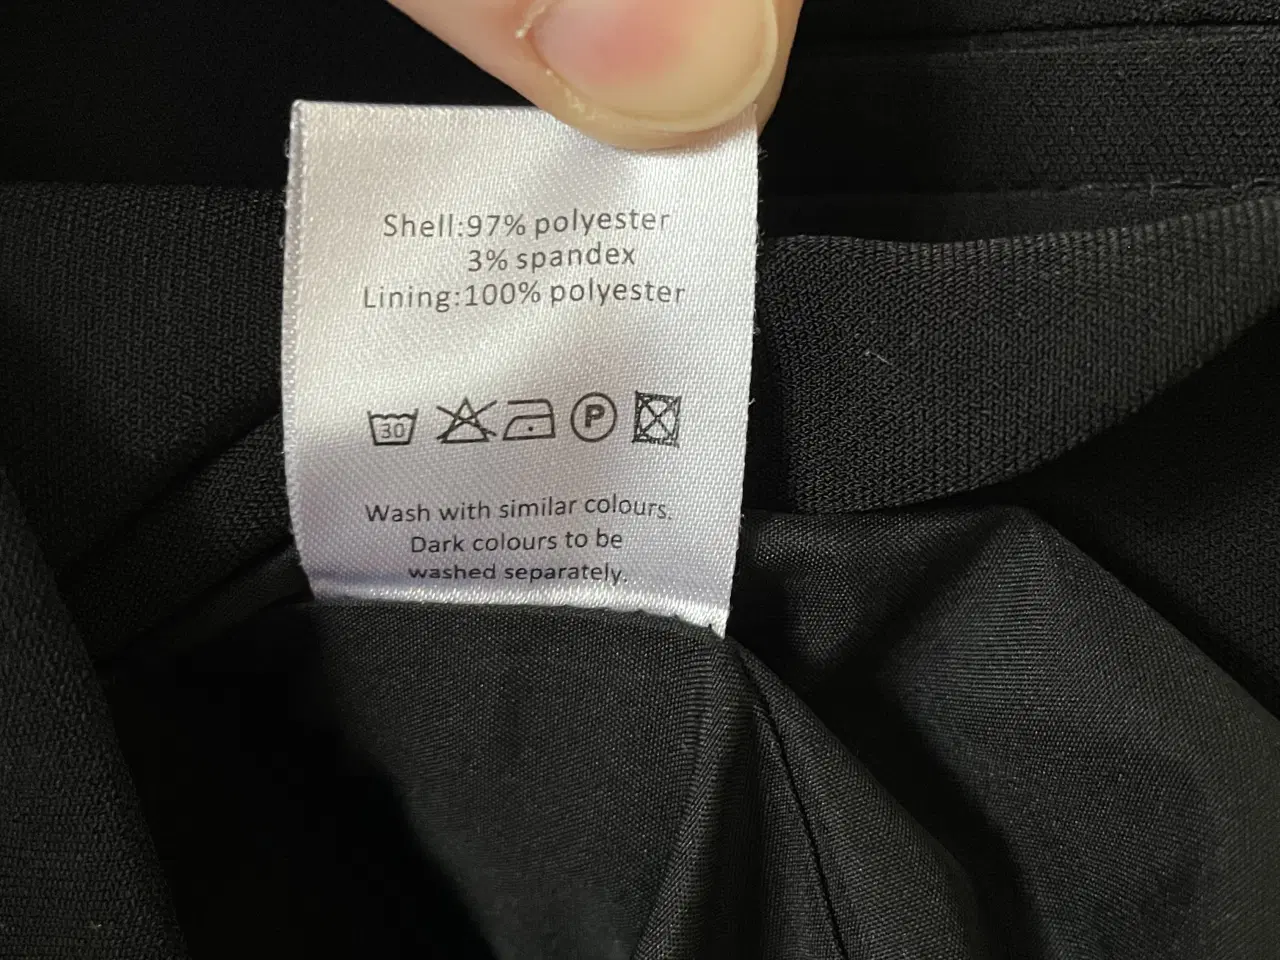 Shell:97% polyester
3% spandex
Lining:100% polyester
30 P
Wash with similar colours.
Dark colours to be
washed separately.